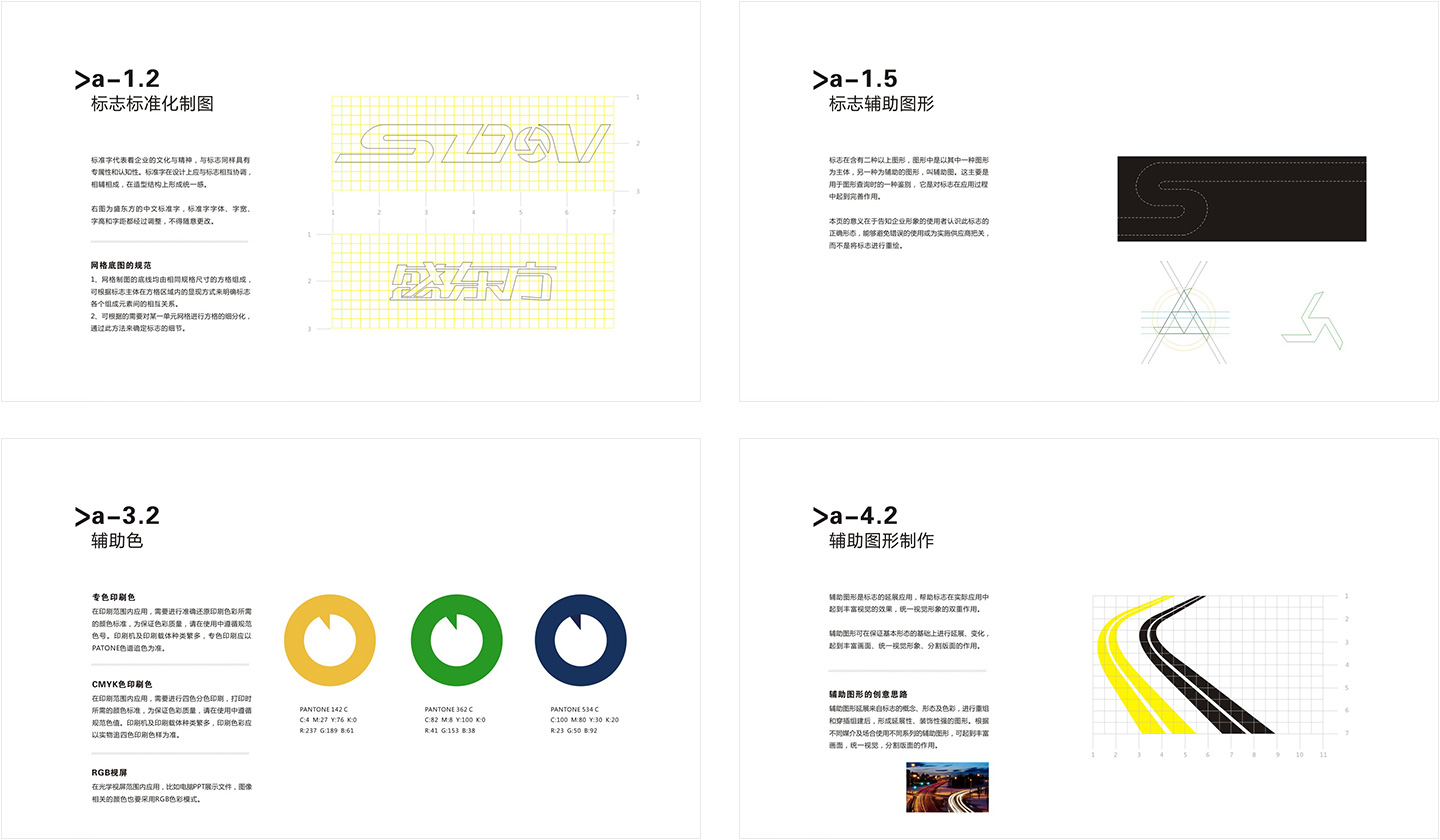 >a-1.2
标志标准化制图
标准字代表着企业的文化与精神，与标志同样具有
专属性和认知性。标准字在设计上应与标志相互协调，
相辅相成，在造型结构上形成统一感。
右图为盛东方的中文标准字，标准字字体、字宽、
字高和字距都经过调整，不得随意更改。
网格底图的规范
1、网格制图的底线均由相同规格尺寸的方格组成，
可根据标志主体在方格区域内的显现方式来明确标志
各个组成元素间的相互关系。
2、可根据的需要对某一单元网格进行方格的细分化，
通过此方法来确定标志的细节。
SDOV
1
2
3
1 2 3 4 5 6 7
盛东方
1
2
3
>a-1.5
标志辅助图形
标志在含有二种以上图形，图形中是以其中一种图形
为主体，另一种为辅助的图形，叫辅助图。这主要是
用于图形查询时的一种鉴别，它是对标志在应用过程
中起到完善作用。
本页的意义在于告知企业形象的使用者认识此标志的
正确形态，能够避免错误的使用或为实施供应商把关，
而不是将标志进行重绘。
>a-3.2
辅助色
专色印刷色
在印刷范围内应用，需要进行准确还原印刷色彩所需
的颜色标准，为保证色彩质量，请在使用中遵循规范
色号。印刷机及印刷载体种类繁多，专色印刷应以
PATONE色谱追色为准。
CMYK色印刷色
在印刷范围内应用，需要进行四色分色印刷，打印时
所需的颜色标准，为保证色彩质量，请在使用中遵循
规范色值。印刷机及印刷载体种类繁多，印刷色彩应
以实物追四色印刷色样为准。
RGB视屏
在光学视屏范围内应用，比如电脑PPT展示文件，图像
相关的颜色也要采用RGB色彩模式。
PANTONE 142 C
C:4 M:27 Y:76 K:0
R:237 G:189 B:61
PANTONE 362 C
C:82 M:8 Y:100 K:0
R:41 G:153 B:38
PANTONE 534 C
C:100 M:80 Y:30 K:20
R:23 G:50 B:92
>a-4.2
辅助图形制作
辅助图形是标志的延展应用，帮助标志在实际应用中
起到丰富视觉的效果，统一视觉形象的双重作用。
辅助图形可在保证基本形态的基础上进行延展、变化，
起到丰富画面、统一视觉形象、分割版面的作用。
辅助图形的创意思路
辅助图形延展来自标志的概念、形态及色彩，进行重组
和穿插组建后，形成延展性、装饰性强的图形。根据
不同媒介及场合使用不同系列的辅助图形，可起到丰富
画面，统一视觉，分割版面的作用。
1
2
3
4
5
6
7
1 2 3 4 5 6 7 8 9 10 11